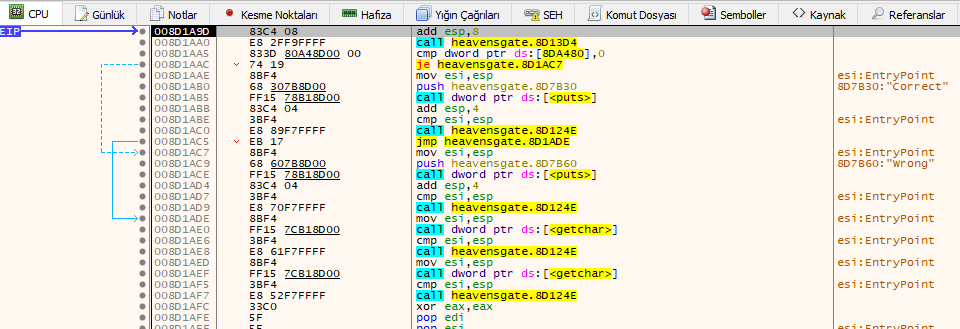 CPU Günlük Notlar Kesme Noktaları Hafıza Yığın Çağrıları SEH Komut Dosyası Semboller Kaynak Referanslar
EIP 008D1A9D 83C4 08 add esp,8
008D1AA0 E8 2FF9FFFF call heavensgate.8D13D4
008D1AA5 833D 80A48D00 00 cmp dword ptr ds:[8DA480],0
008D1AAC 74 19 je heavensgate.8D1AC7
008D1AAE 8BF4 mov esi,esp esi:EntryPoint
008D1AB0 68 307B8D00 push heavensgate.8D7B30 8D7B30:"Correct"
008D1AB5 FF15 78B18D00 call dword ptr ds:[<puts>]
008D1ABB 83C4 04 add esp,4
008D1ABE 3BF4 cmp esi,esp esi:EntryPoint
008D1AC0 E8 89F7FFFF call heavensgate.8D124E
008D1AC5 EB 17 jmp heavensgate.8D1ADE
008D1AC7 8BF4 mov esi,esp esi:EntryPoint
008D1AC9 68 607B8D00 push heavensgate.8D7B60 8D7B60:"Wrong"
008D1ACE FF15 78B18D00 call dword ptr ds:[<puts>]
008D1AD4 83C4 04 add esp,4
008D1AD7 3BF4 cmp esi,esp esi:EntryPoint
008D1AD9 E8 70F7FFFF call heavensgate.8D124E
008D1ADE 8BF4 mov esi,esp esi:EntryPoint
008D1AE0 FF15 7CB18D00 call dword ptr ds:[<getchar>]
008D1AE6 3BF4 cmp esi,esp esi:EntryPoint
008D1AE8 E8 61F7FFFF call heavensgate.8D124E
008D1AED 8BF4 mov esi,esp esi:EntryPoint
008D1AEF FF15 7CB18D00 call dword ptr ds:[<getchar>]
008D1AF5 3BF4 cmp esi,esp esi:EntryPoint
008D1AF7 E8 52F7FFFF call heavensgate.8D124E
008D1AFC 33C0 xor eax,eax
008D1AFE 5F pop edi